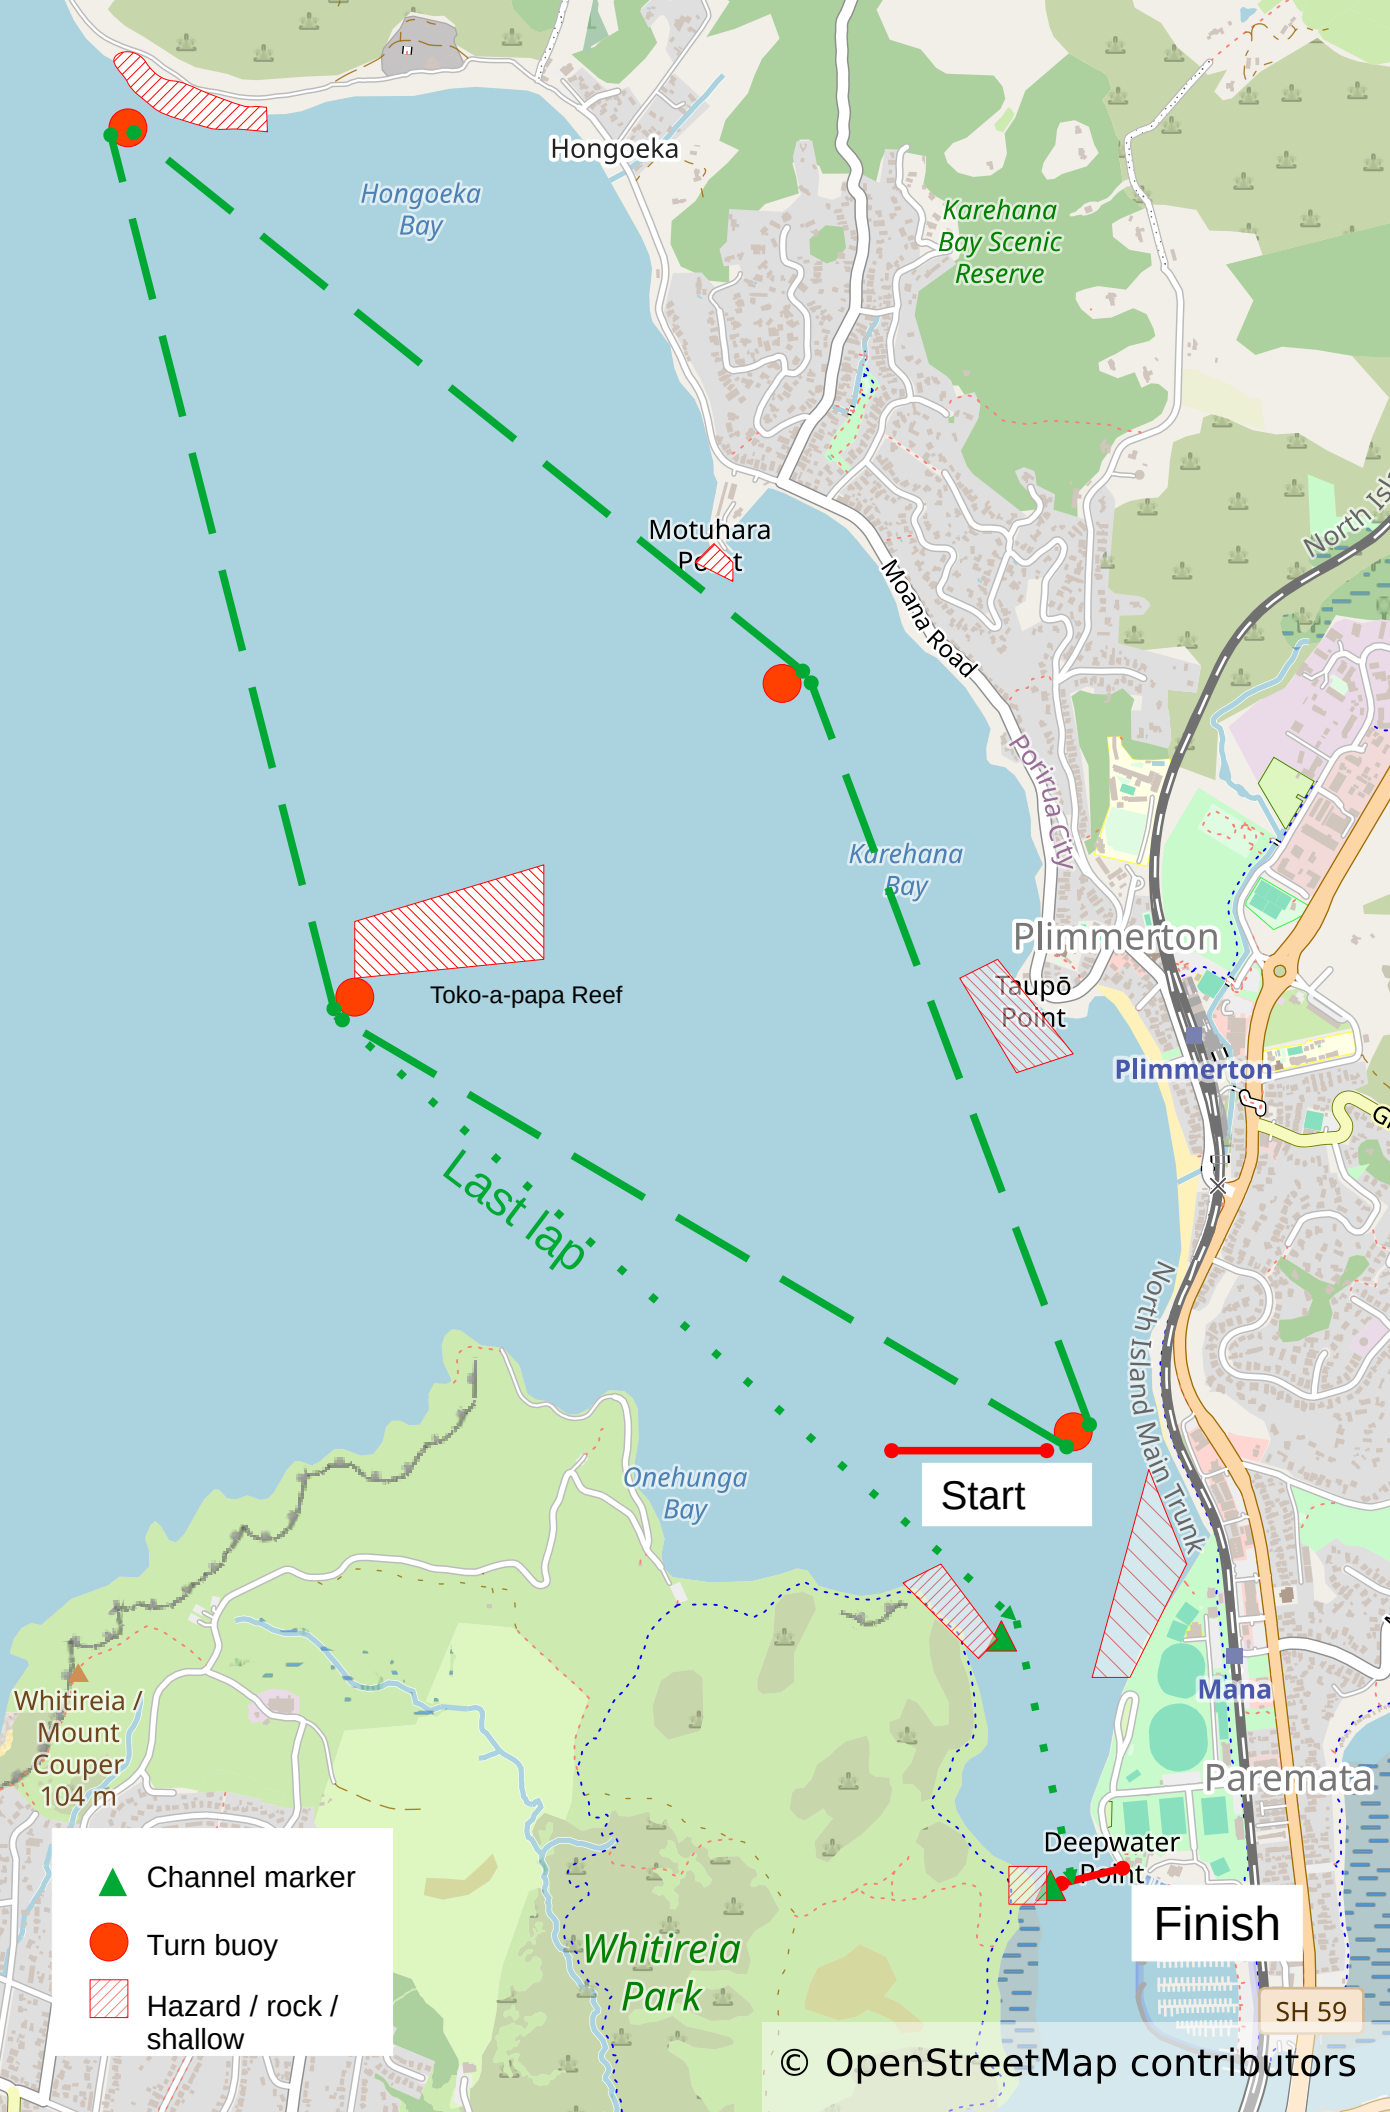 Hongoeka
Hongoeka
Bay
Karehana
Bay Scenic
Reserve
Motuhara
Moana Road
Porirua City
Karehana
Bay
Plimmerton
Taupō
Point
Plimmerton
Toko-a-papa Reef
Last lap
North Island Main Trunk
Start
Onehunga
Bay
Mana
Whitireia /
Mount
Couper
104 m
Paremata
Deepwater
Point
Finish
Channel marker
Turn buoy
Hazard / rock /
shallow
Whitireia
Park
SH 59
© OpenStreetMap contributors